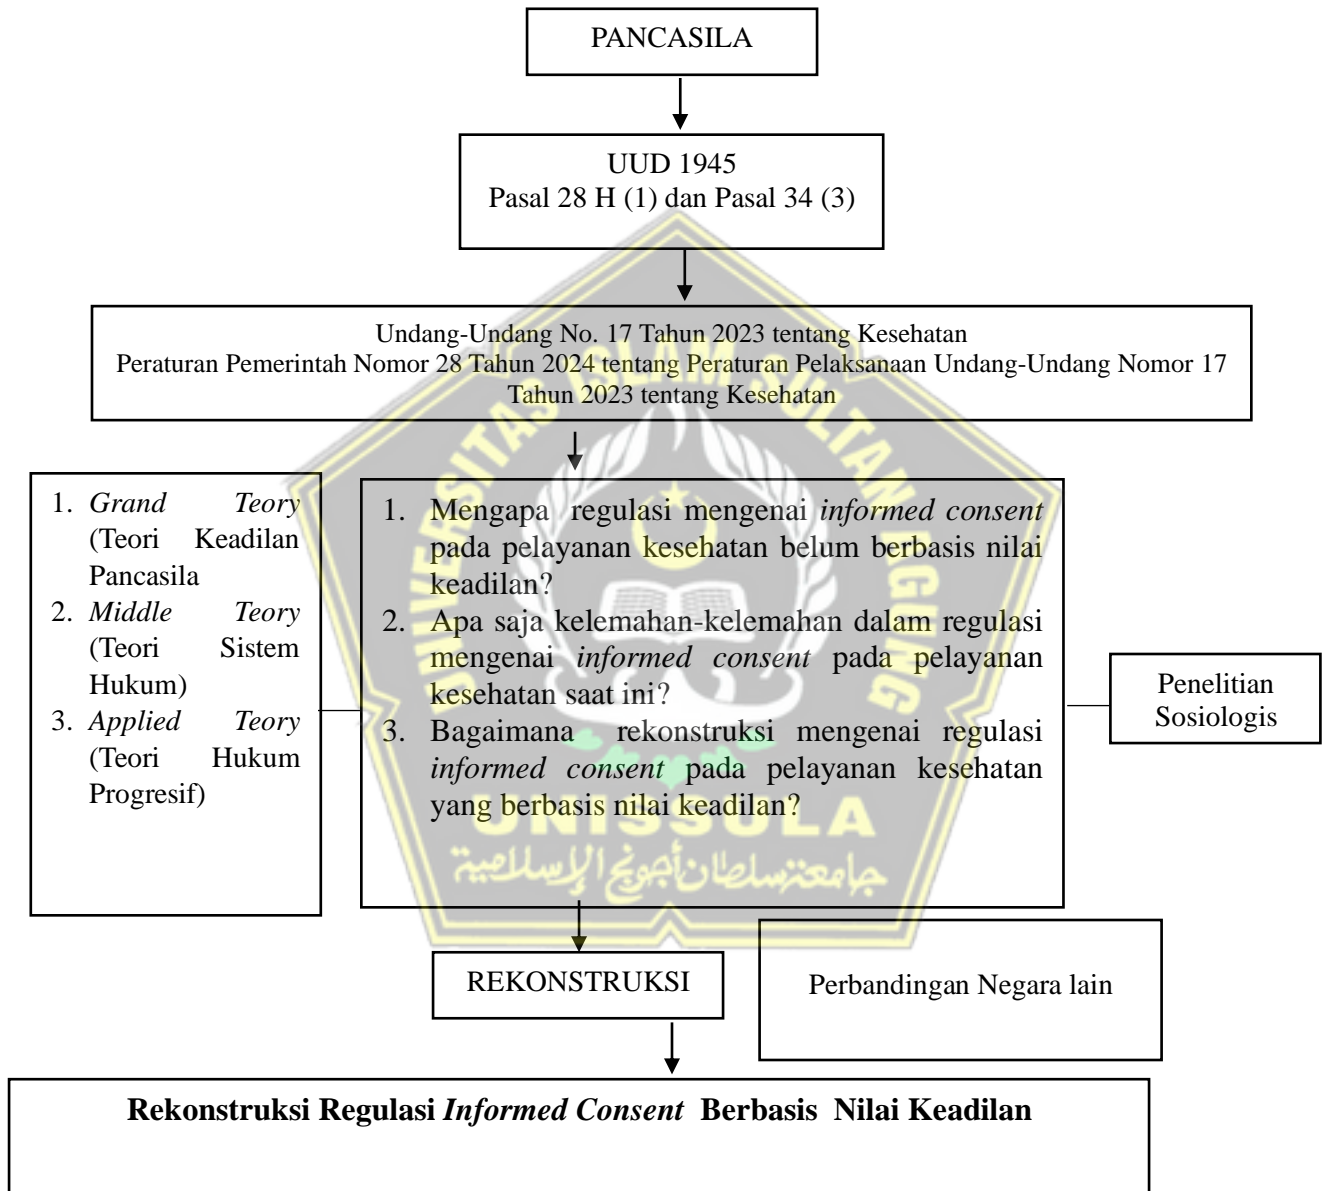 PANCASILA
UUD 1945
Pasal 28 H (1) dan Pasal 34 (3)
Undang-Undang No. 17 Tahun 2023 tentang Kesehatan
Peraturan Pemerintah Nomor 28 Tahun 2024 tentang Peraturan Pelaksanaan Undang-Undang Nomor 17
Tahun 2023 tentang Kesehatan
1. Grand Teory
(Teori Keadilan
Pancasila
2. Middle Teory
(Teori Sistem
Hukum)
3. Applied Teory
(Teori Hukum
Progresif)
1. Mengapa regulasi mengenai informed consent
pada pelayanan kesehatan belum berbasis nilai
keadilan?
2. Apa saja kelemahan-kelemahan dalam regulasi
mengenai informed consent pada pelayanan
kesehatan saat ini?
3. Bagaimana rekonstruksi mengenai regulasi
informed consent pada pelayanan kesehatan
yang berbasis nilai keadilan?
Penelitian
Sosiologis
UNIVERSITAS ISLAM SULTAN AGUNG
UNISSULA
جامعة سلطان أجونج الإسلامية
REKONSTRUKSI
Perbandingan Negara lain
Rekonstruksi Regulasi Informed Consent Berbasis Nilai Keadilan